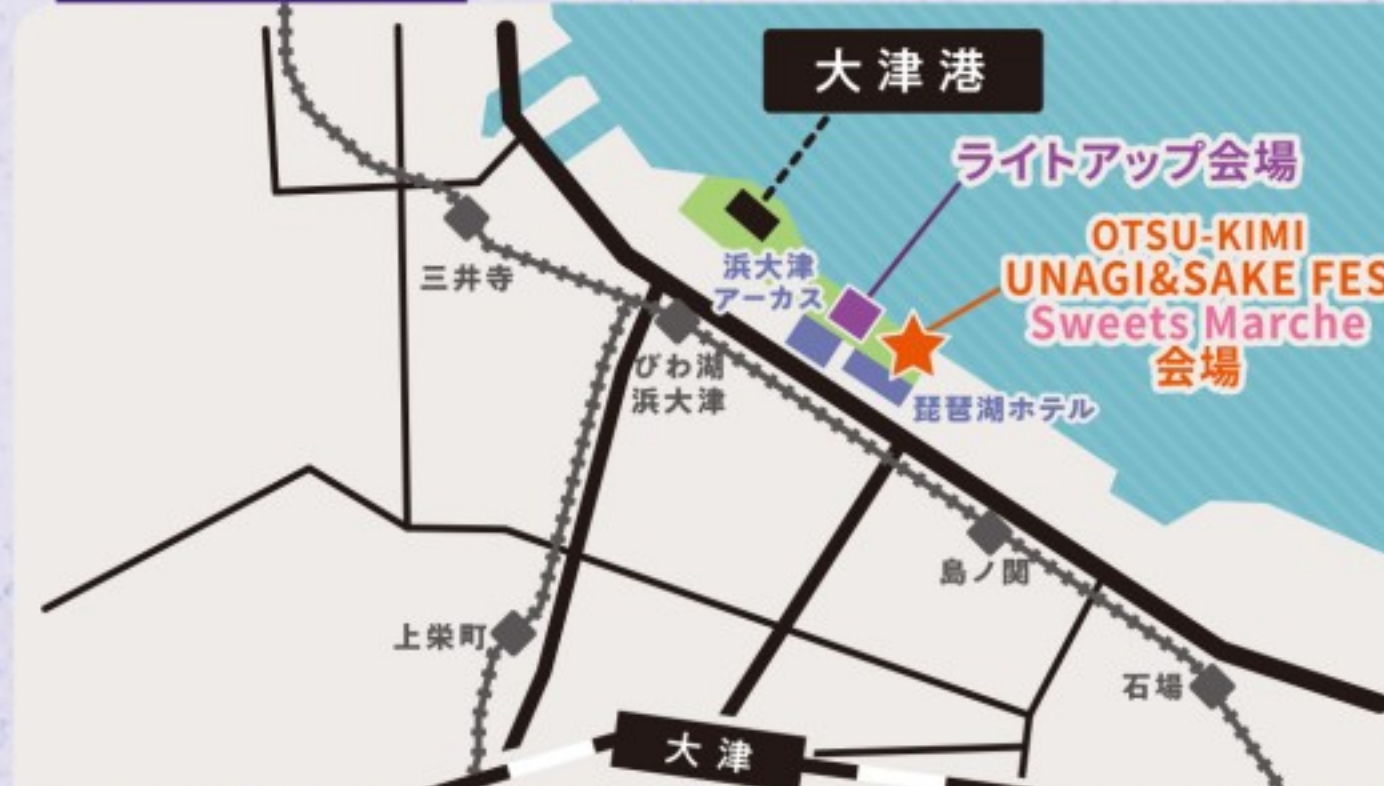 大津港
ライトアップ会場
OTSU-KIMI
UNAGI&SAKE FES
Sweets Marche
会場
浜大津
アーカス
三井寺
びわ湖
浜大津
琵琶湖ホテル
島ノ関
上栄町
石場
大津